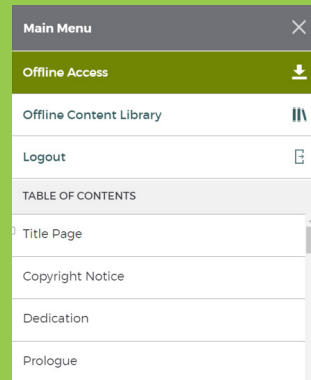 Main Menu
Offline Access
Offline Content Library
Logout
TABLE OF CONTENTS
Title Page
Copyright Notice
Dedication
Prologue